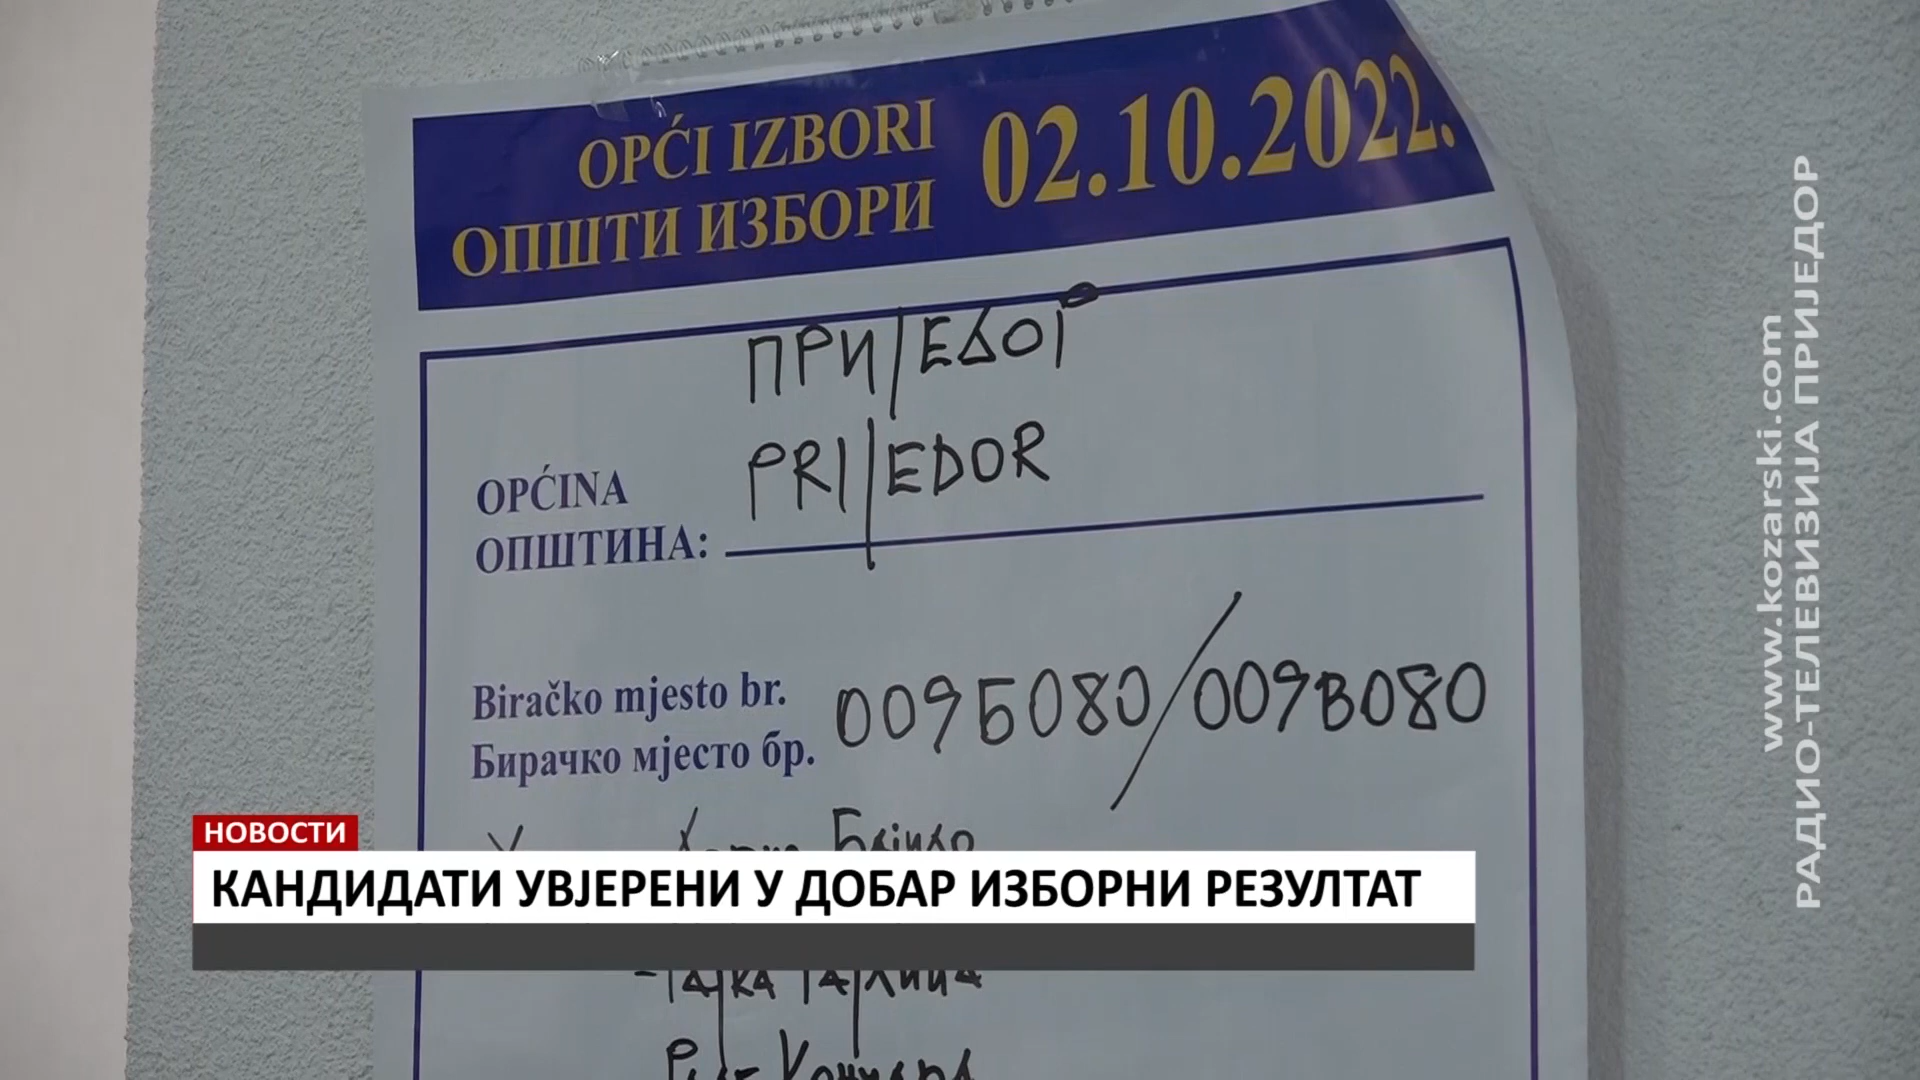 OPĆI IZBORI
ОПШТИ ИЗБОРИ
02.10.2022.
ПРИЈЕДОР
PRIJEDOR
OPĆINA
ОПШТИНА:
Biračko mjesto br.
Бирачко мјесто бр.
009Б080/009B080
НОВОСТИ
КАНДИДАТИ УВЈЕРЕНИ У ДОБАР ИЗБОРНИ РЕЗУЛТАТ
www.kozarski.com
РАДИО-ТЕЛЕВИЗИЈА ПРИЈЕДОР